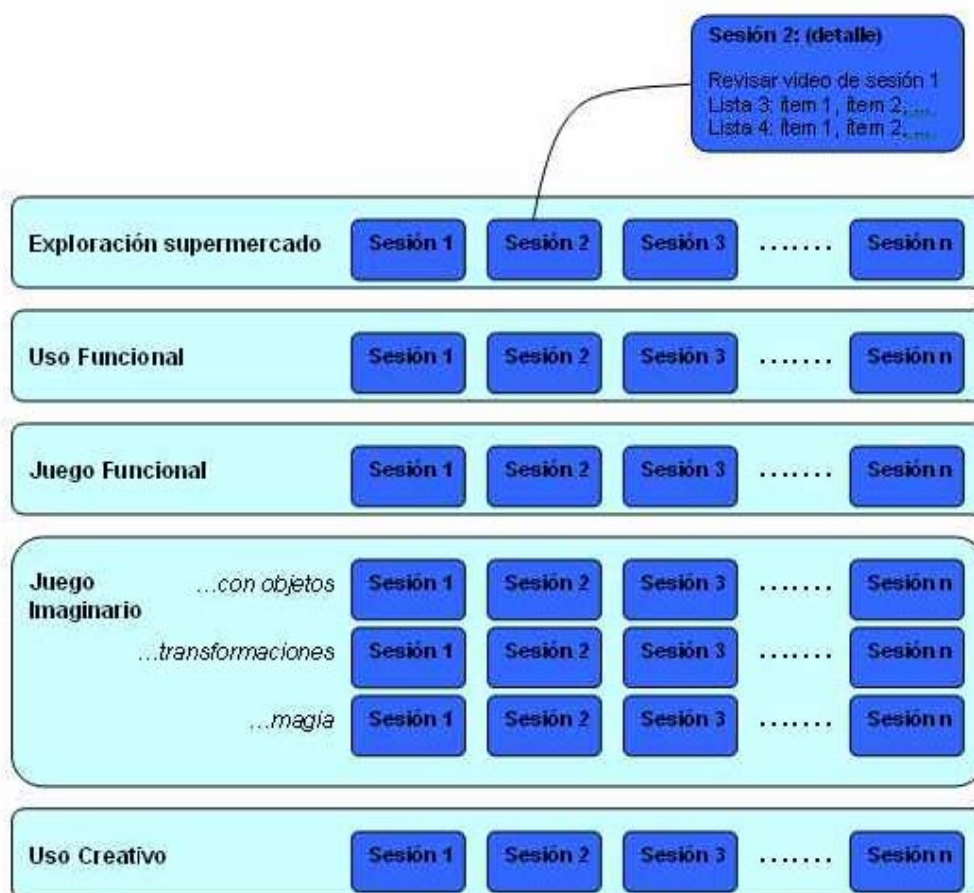 Sesión 2: (detalle)
Revisar video de sesión 1
Lista 3: ítem 1, ítem 2, ...
Lista 4: ítem 1, ítem 2, ...
Exploración supermercado Sesión 1 Sesión 2 Sesión 3 ....... Sesión n
Uso Funcional Sesión 1 Sesión 2 Sesión 3 ....... Sesión n
Juego Funcional Sesión 1 Sesión 2 Sesión 3 ....... Sesión n
Juego
Imaginario
...con objetos Sesión 1 Sesión 2 Sesión 3 ....... Sesión n
...transformaciones Sesión 1 Sesión 2 Sesión 3 ....... Sesión n
...magia Sesión 1 Sesión 2 Sesión 3 ....... Sesión n
Uso Creativo Sesión 1 Sesión 2 Sesión 3 ....... Sesión n